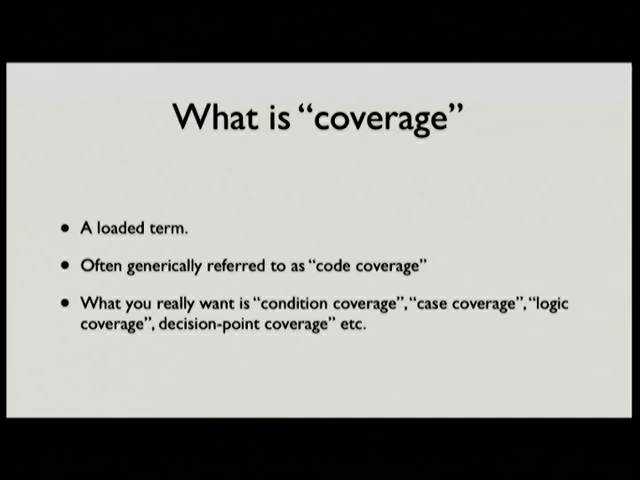 What is “coverage”
• A loaded term.
• Often generically referred to as “code coverage”
• What you really want is “condition coverage”, “case coverage”, “logic
coverage”, decision-point coverage” etc.